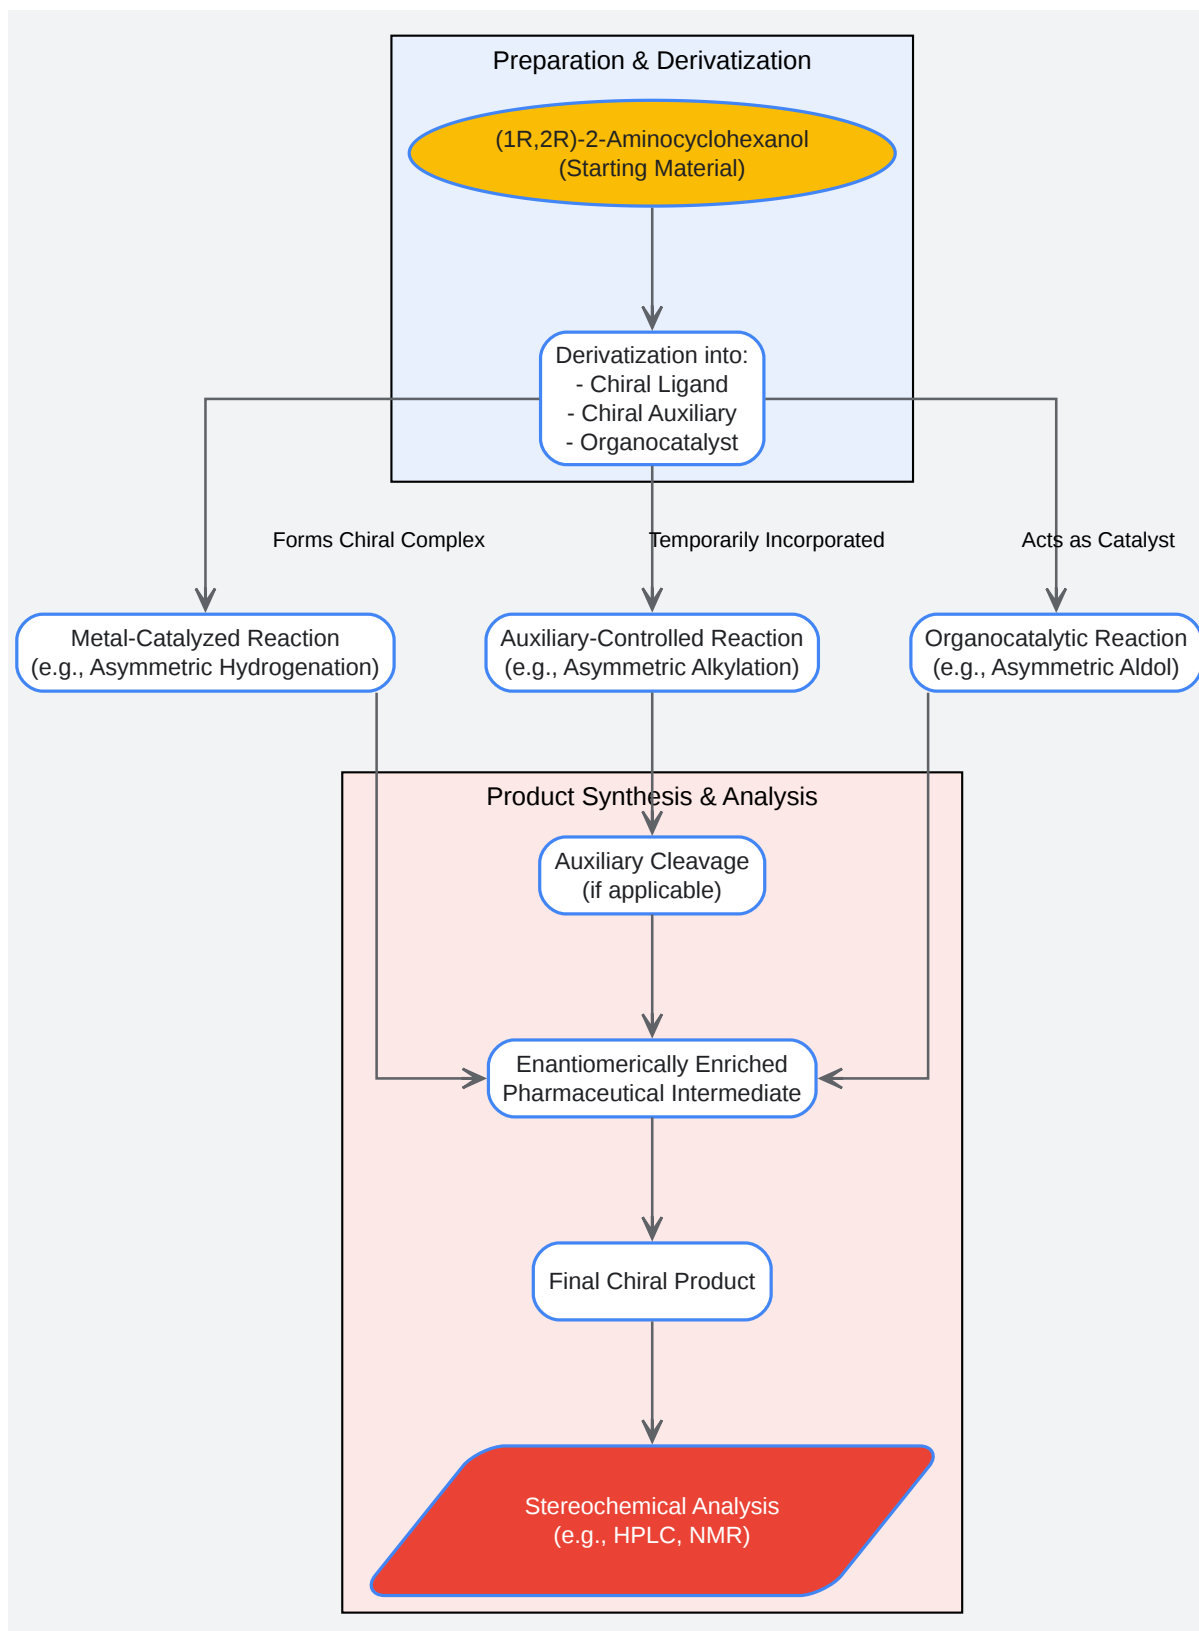 Preparation & Derivatization
(1R,2R)-2-Aminocyclohexanol
(Starting Material)
Derivatization into:
- Chiral Ligand
- Chiral Auxiliary
- Organocatalyst
Forms Chiral Complex
Temporarily Incorporated
Acts as Catalyst
Metal-Catalyzed Reaction
(e.g., Asymmetric Hydrogenation)
Auxiliary-Controlled Reaction
(e.g., Asymmetric Alkylation)
Organocatalytic Reaction
(e.g., Asymmetric Aldol)
Product Synthesis & Analysis
Auxiliary Cleavage
(if applicable)
Enantiomerically Enriched
Pharmaceutical Intermediate
Final Chiral Product
Stereochemical Analysis
(e.g., HPLC, NMR)